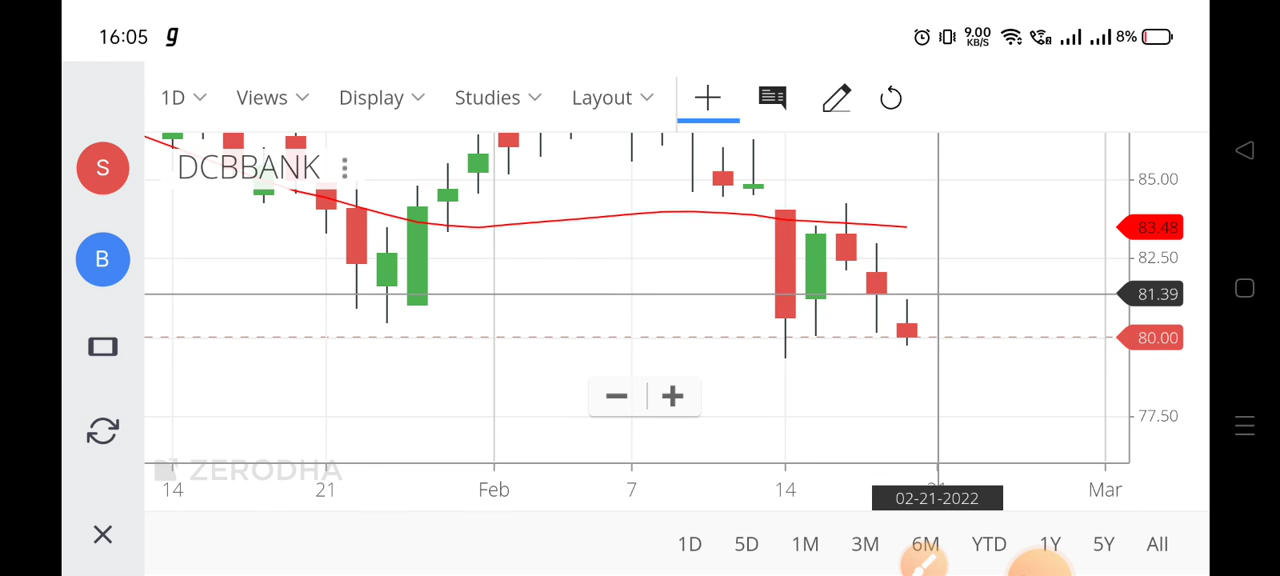 16:05 g 9.00 KB/S 8%
1D Views Display Studies Layout
S DCBBANK
85.00
83.48
B 82.50
81.39
80.00
77.50
ZERODHA
14 21 Feb 7 14 Mar
02-21-2022
1D 5D 1M 3M 6M YTD 1Y 5Y All